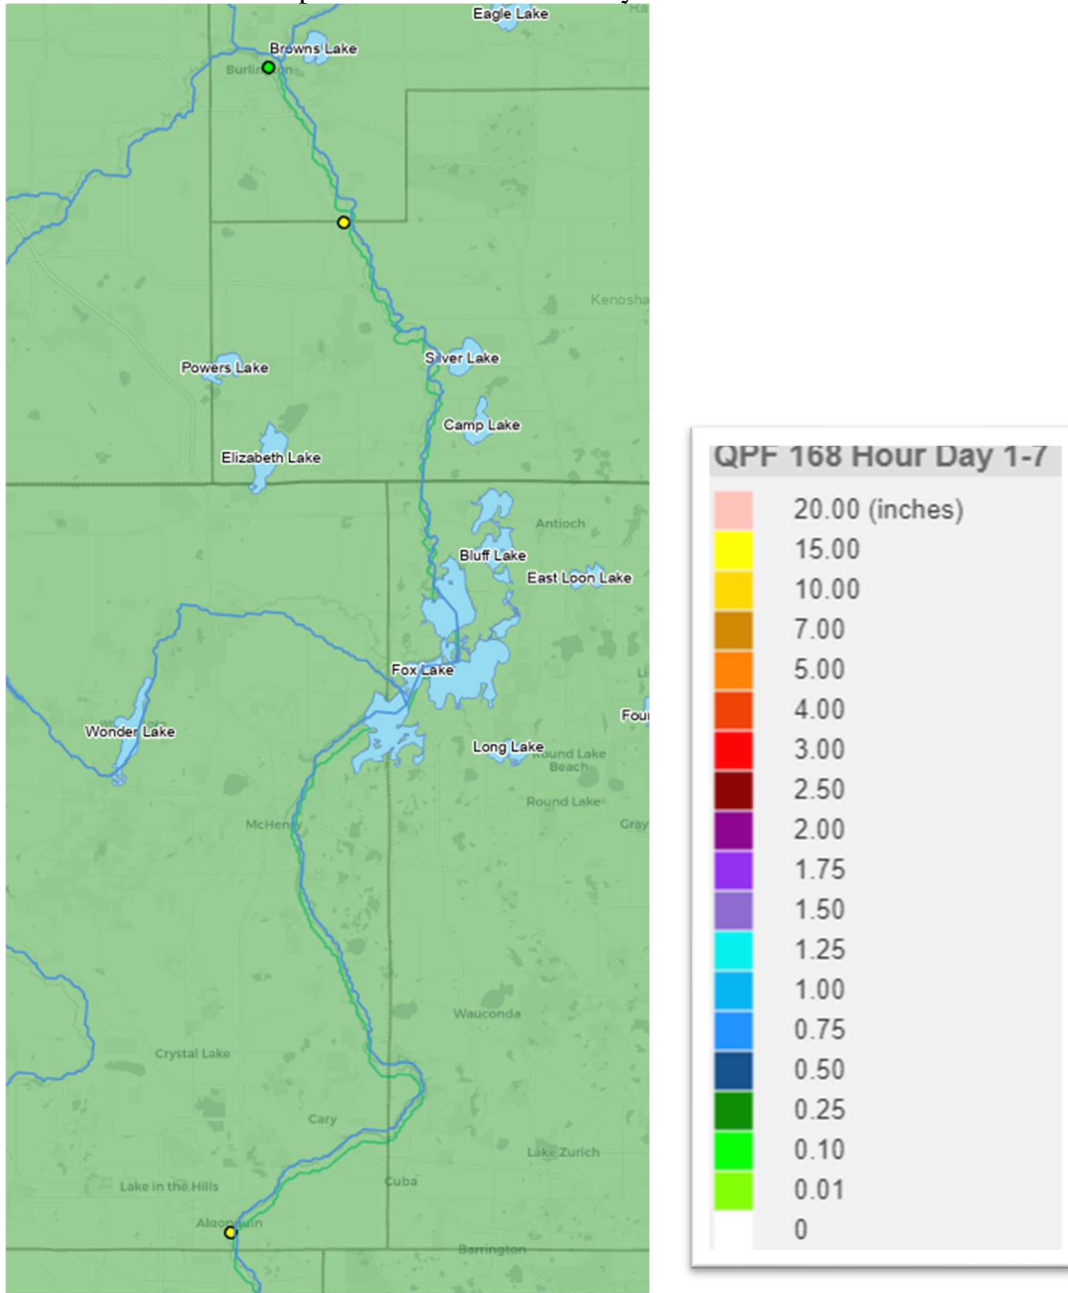 Eagle Lake
Browns Lake
Burlington
Kenosha
Silver Lake
Powers Lake
Camp Lake
Elizabeth Lake
Antioch
Bluff Lake
East Loon Lake
Fox Lake
Wonder Lake
Long Lake
Round Lake
Beach
Round Lake
McHenry
Wauconda
Crystal Lake
Cary
Lake Zurich
Cuba
Lake in the Hills
Algonquin
Barrington
QPF 168 Hour Day 1-7
20.00 (inches)
15.00
10.00
7.00
5.00
4.00
3.00
2.50
2.00
1.75
1.50
1.25
1.00
0.75
0.50
0.25
0.10
0.01
0